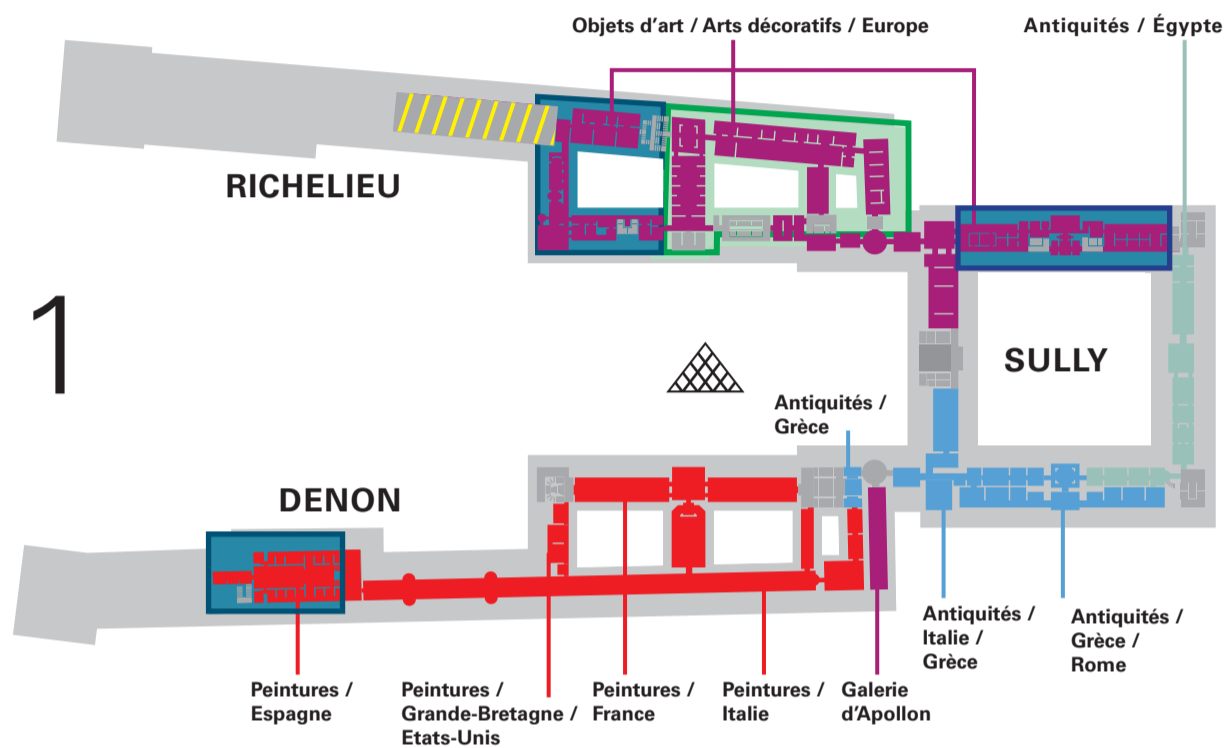 Objets d'art / Arts décoratifs / Europe
Antiquités / Égypte
RICHELIEU
1
SULLY
Antiquités /
Grèce
DENON
Antiquités /
Italie /
Grèce
Antiquités /
Grèce /
Rome
Peintures /
Espagne
Peintures /
Grande-Bretagne /
Etats-Unis
Peintures /
France
Peintures /
Italie
Galerie
d'Apollon